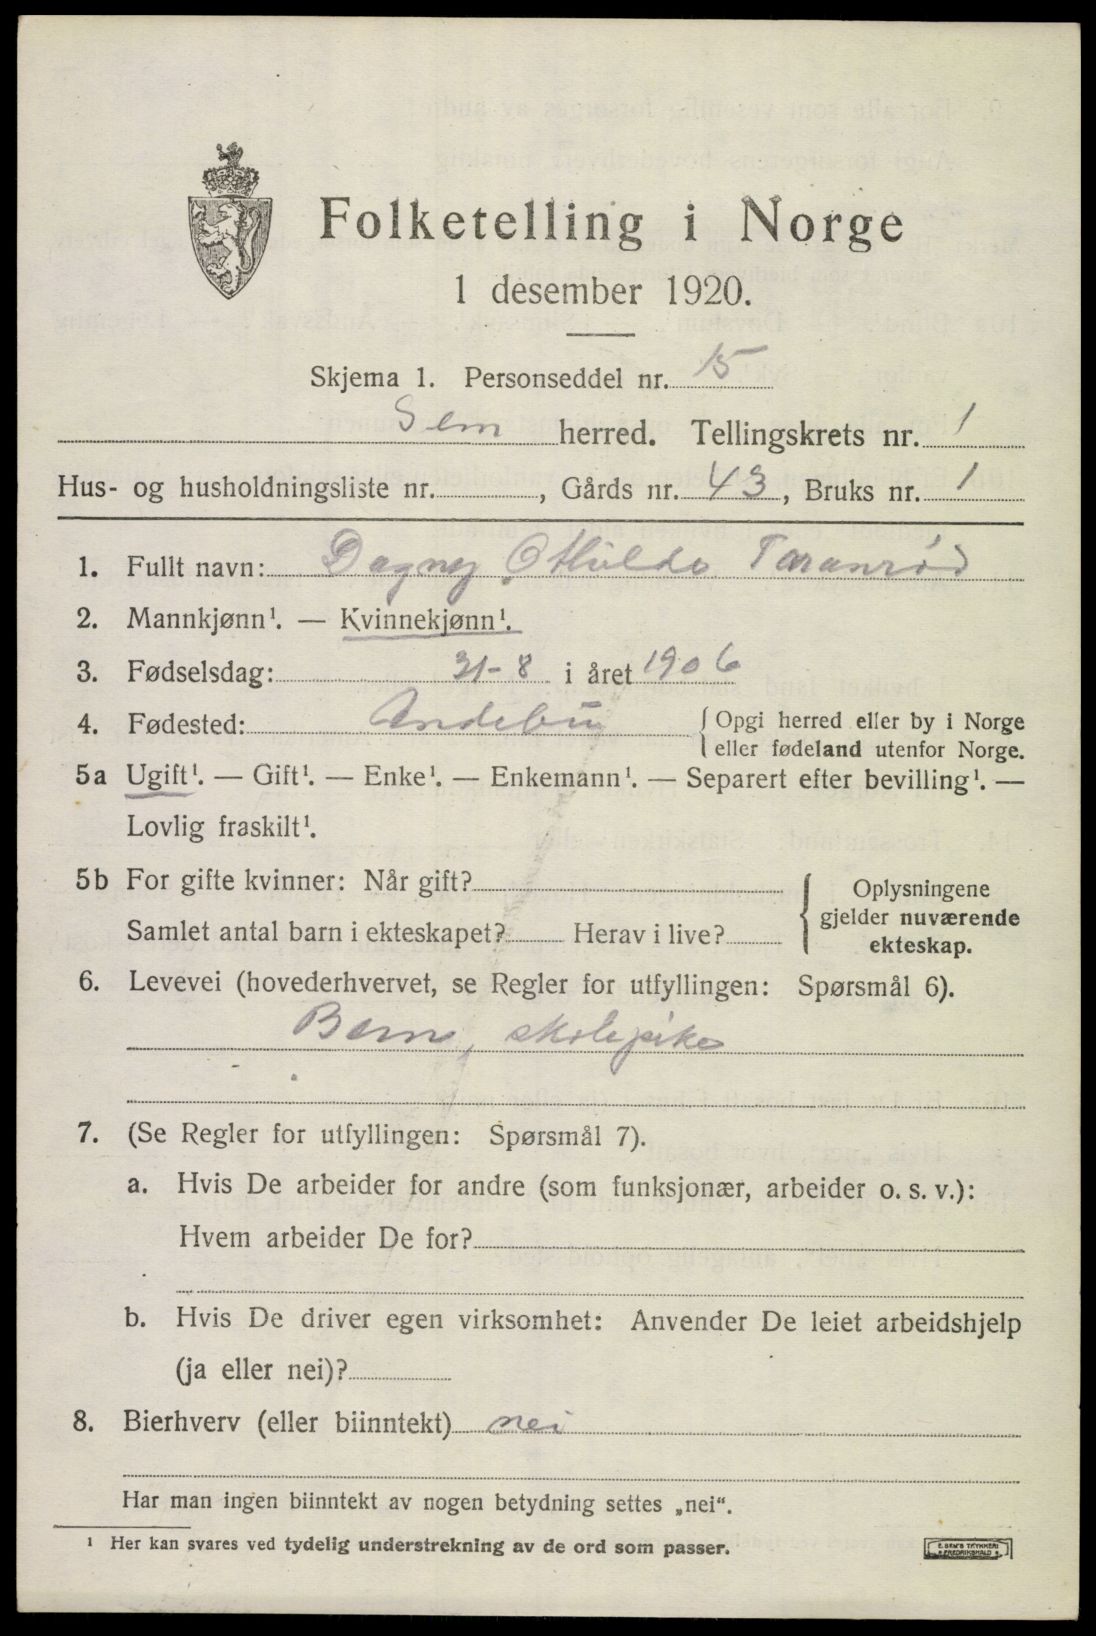 Folketelling i Norge
1 desember 1920.
Skjema 1. Personseddel nr. 15
Sem herred. Tellingskrets nr. 1
Hus- og husholdningsliste nr. , Gårds nr. 43, Bruks nr. 1
1. Fullt navn: Dagny Othilde Taranrød
2. Mannkjønn¹. — Kvinnekjønn¹.
3. Fødselsdag: 31-8 i året 1906
4. Fødested: Andebu {Opgi herred eller by i Norge
eller fødeland utenfor Norge.
5a Ugift¹. — Gift¹. — Enke¹. — Enkemann¹. — Separert efter bevilling¹. —
Lovlig fraskilt¹.
5b For gifte kvinner: Når gift?
Samlet antal barn i ekteskapet? Herav i live?
{Oplysningene
gjelder nuværende
ekteskap.
6. Levevei (hovederhvervet, se Regler for utfyllingen: Spørsmål 6).
Barn, skolepike
7. (Se Regler for utfyllingen: Spørsmål 7).
a. Hvis De arbeider for andre (som funksjonær, arbeider o. s. v.):
Hvem arbeider De for?
b. Hvis De driver egen virksomhet: Anvender De leiet arbeidshjelp
(ja eller nei)?
8. Bierhverv (eller biinntekt) nei
Har man ingen biinntekt av nogen betydning settes „nei“.
¹ Her kan svares ved tydelig understrekning av de ord som passer.
E. SEM'S TRYKKERI
FREDRIKSHALD